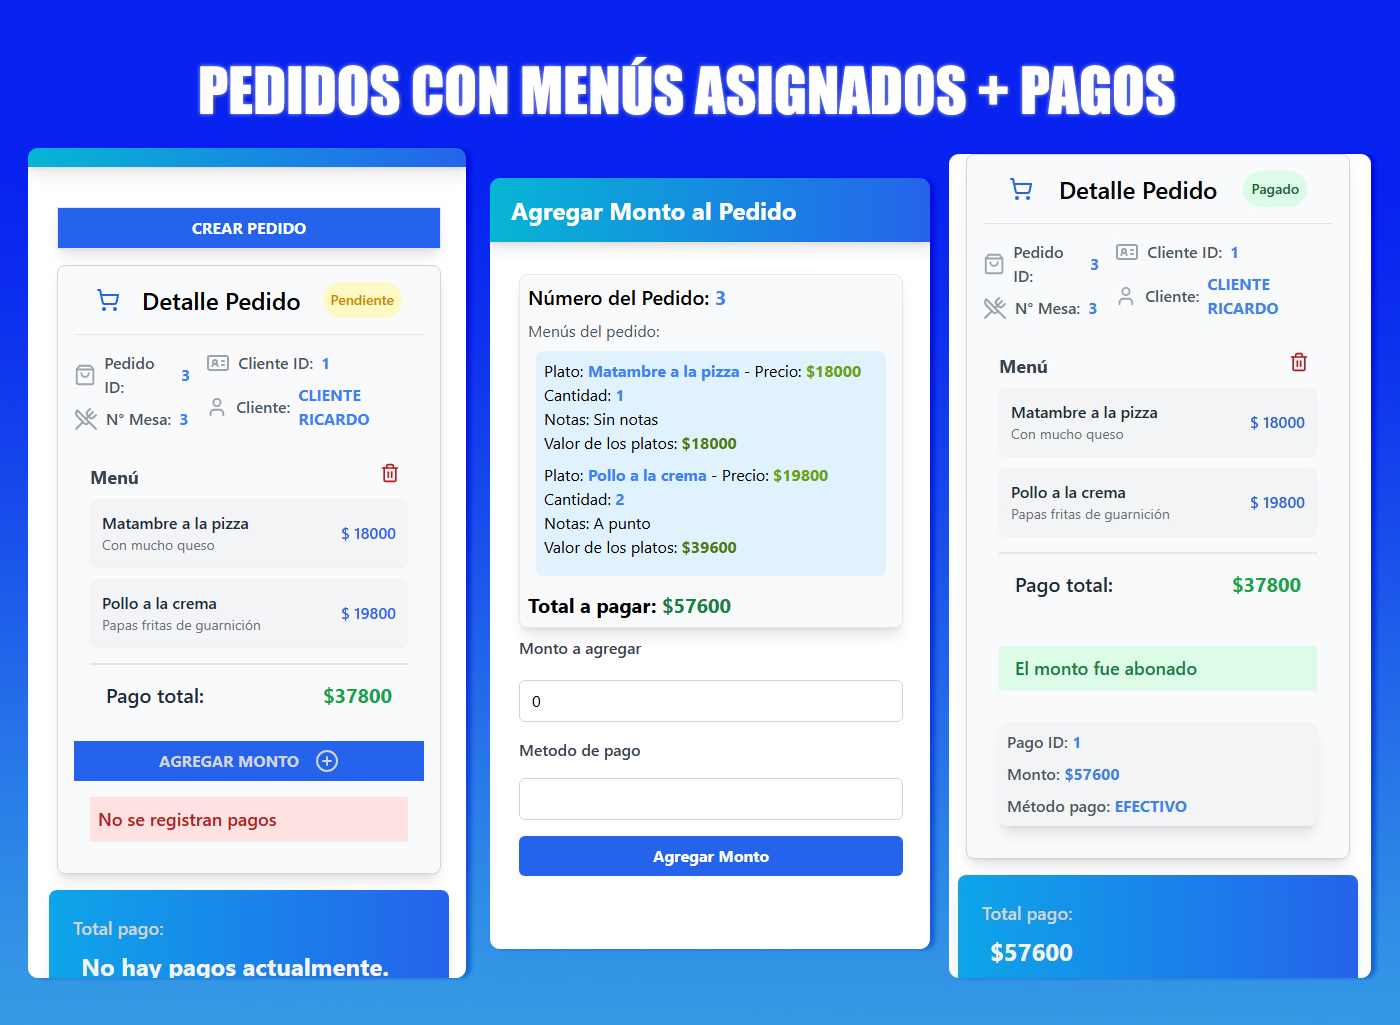 PEDIDOS CON MENÚS ASIGNADOS + PAGOS
CREAR PEDIDO
Detalle Pedido
Pendiente
Pedido ID: 3
Cliente ID: 1
N° Mesa: 3
Cliente: CLIENTE RICARDO
Menú
Matambre a la pizza
Con mucho queso
$ 18000
Pollo a la crema
Papas fritas de guarnición
$ 19800
Pago total: $37800
AGREGAR MONTO
No se registran pagos
Total pago:
No hay pagos actualmente.
Agregar Monto al Pedido
Número del Pedido: 3
Menús del pedido:
Plato: Matambre a la pizza - Precio: $18000
Cantidad: 1
Notas: Sin notas
Valor de los platos: $18000
Plato: Pollo a la crema - Precio: $19800
Cantidad: 2
Notas: A punto
Valor de los platos: $39600
Total a pagar: $57600
Monto a agregar
0
Metodo de pago
Agregar Monto
Detalle Pedido
Pagado
Pedido ID: 3
Cliente ID: 1
N° Mesa: 3
Cliente: CLIENTE RICARDO
Menú
Matambre a la pizza
Con mucho queso
$ 18000
Pollo a la crema
Papas fritas de guarnición
$ 19800
Pago total: $37800
El monto fue abonado
Pago ID: 1
Monto: $57600
Método pago: EFECTIVO
Total pago:
$57600